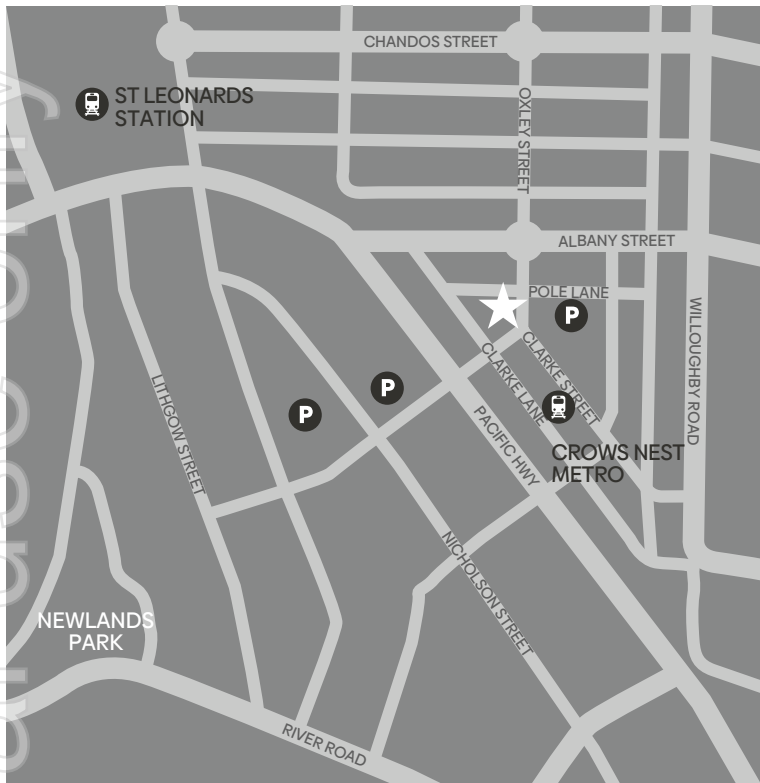 CHANDOS STREET
ST LEONARDS
STATION
OXLEY STREET
ALBANY STREET
POLE LANE
P
WILLOUGHBY ROAD
CLARKE STREET
CLARKE LANE
P
P
LITHGOW STREET
PACIFIC HWY
CROWS NEST
METRO
NICHOLSON STREET
NEWLANDS
PARK
RIVER ROAD